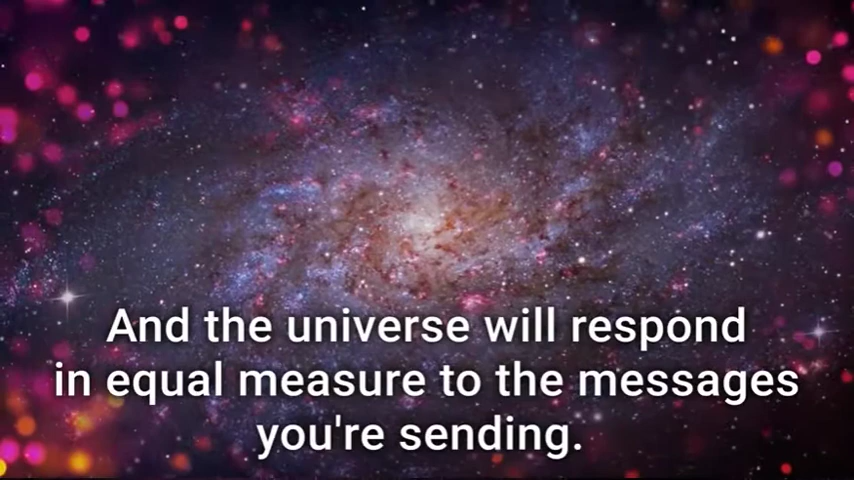 And the universe will respond
in equal measure to the messages
you're sending.